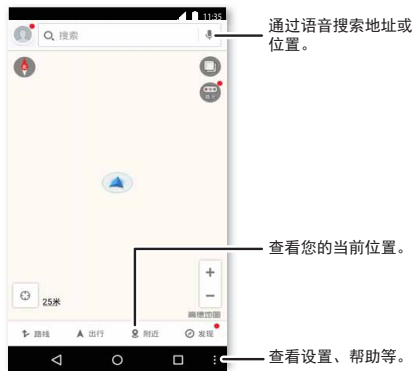 11:35
搜索
通过语音搜索地址或
位置。
查看您的当前位置。
25米
高德地图
路线 出行 附近 发现
查看设置、帮助等。